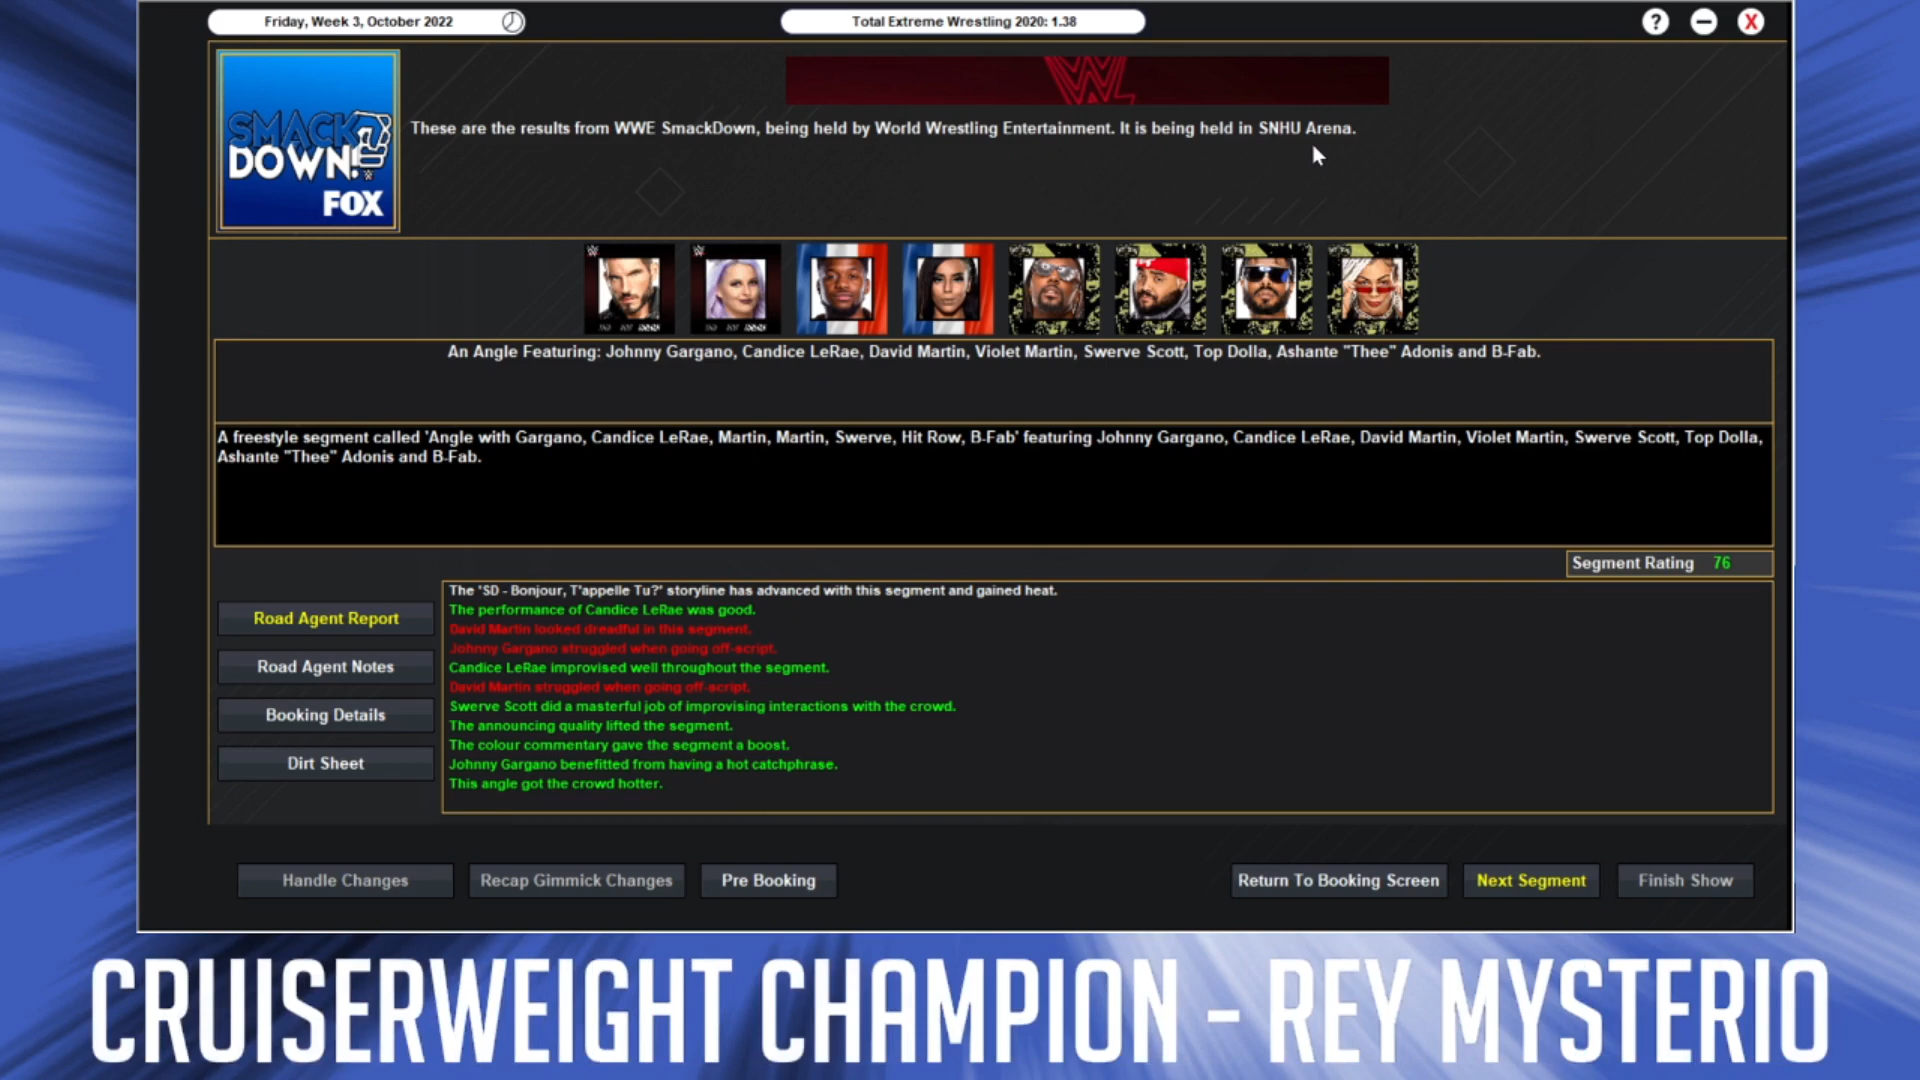 Friday, Week 3, October 2022
Total Extreme Wrestling 2020: 1.38
?
X
SMACK
DOWN!
FOX
These are the results from WWE SmackDown, being held by World Wrestling Entertainment. It is being held in SNHU Arena.
An Angle Featuring: Johnny Gargano, Candice LeRae, David Martin, Violet Martin, Swerve Scott, Top Dolla, Ashante "Thee" Adonis and B-Fab.
A freestyle segment called 'Angle with Gargano, Candice LeRae, Martin, Martin, Swerve, Hit Row, B-Fab' featuring Johnny Gargano, Candice LeRae, David Martin, Violet Martin, Swerve Scott, Top Dolla,
Ashante "Thee" Adonis and B-Fab.
Segment Rating 76
The 'SD - Bonjour, T'appelle Tu?' storyline has advanced with this segment and gained heat.
The performance of Candice LeRae was good.
David Martin looked dreadful in this segment.
Johnny Gargano struggled when going off-script.
Candice LeRae improvised well throughout the segment.
David Martin struggled when going off-script.
Swerve Scott did a masterful job of improvising interactions with the crowd.
The announcing quality lifted the segment.
The colour commentary gave the segment a boost.
Johnny Gargano benefitted from having a hot catchphrase.
This angle got the crowd hotter.
Road Agent Report
Road Agent Notes
Booking Details
Dirt Sheet
Handle Changes
Recap Gimmick Changes
Pre Booking
Return To Booking Screen
Next Segment
Finish Show
CRUISERWEIGHT CHAMPION - REY MYSTERIO